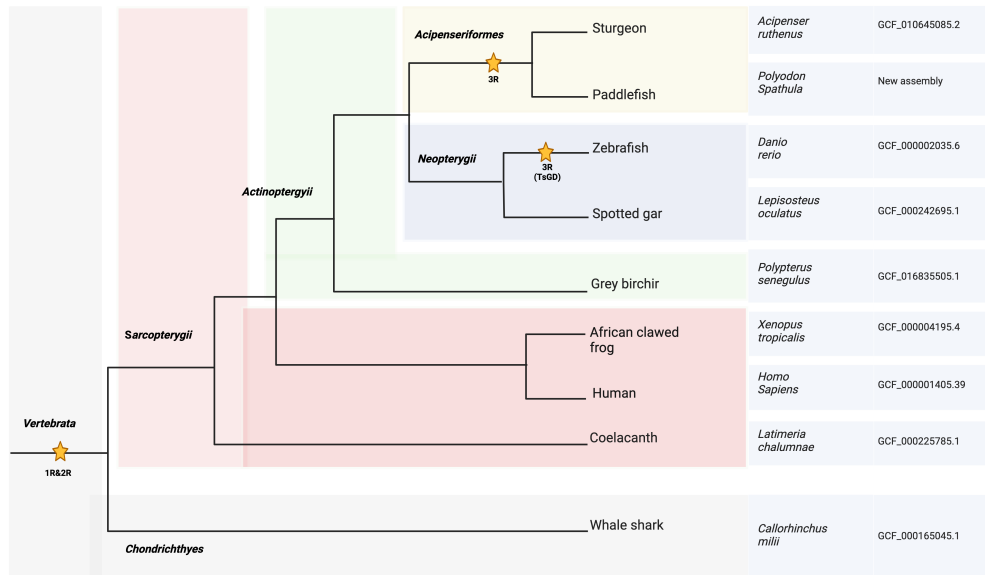 Acipenseriformes
3R
Sturgeon
Acipenser
ruthenus
GCF_010645085.2
Paddlefish
Polyodon
Spathula
New assembly
Neopterygii
3R
(TsGD)
Zebrafish
Danio
rerio
GCF_000002035.6
Actinoptergyii
Spotted gar
Lepisosteus
oculatus
GCF_000242695.1
Grey birchir
Polypterus
senegulus
GCF_016835505.1
Sarcopterygii
African clawed
frog
Xenopus
tropicalis
GCF_000004195.4
Human
Homo
Sapiens
GCF_000001405.39
Vertebrata
1R&2R
Coelacanth
Latimeria
chalumnae
GCF_000225785.1
Whale shark
Callorhinchus
milii
GCF_000165045.1
Chondrichthyes